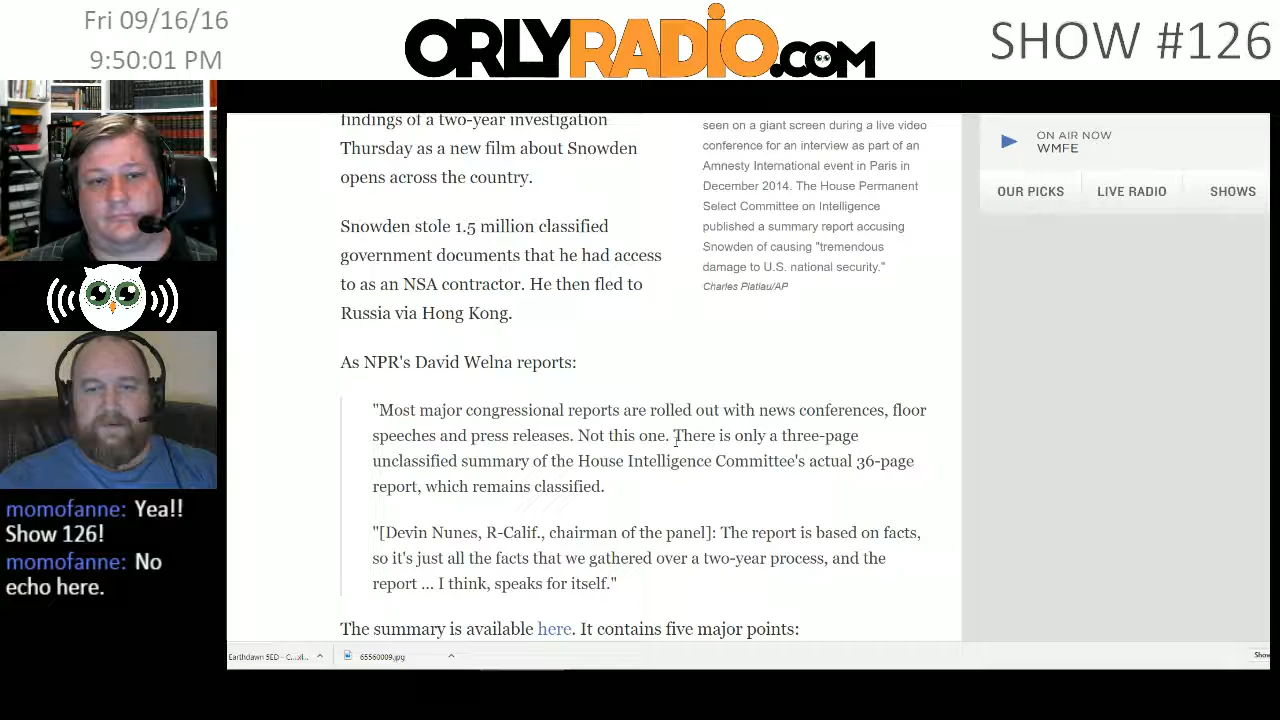 Fri 09/16/16
9:50:01 PM
ORLYRADIO.COM
SHOW #126
findings of a two-year investigation
Thursday as a new film about Snowden
opens across the country.
Snowden stole 1.5 million classified
government documents that he had access
to as an NSA contractor. He then fled to
Russia via Hong Kong.
As NPR's David Welna reports:
"Most major congressional reports are rolled out with news conferences, floor
speeches and press releases. Not this one. There is only a three-page
unclassified summary of the House Intelligence Committee's actual 36-page
report, which remains classified.
"[Devin Nunes, R-Calif., chairman of the panel]: The report is based on facts,
so it's just all the facts that we gathered over a two-year process, and the
report ... I think, speaks for itself."
The summary is available here. It contains five major points:
seen on a giant screen during a live video
conference for an interview as part of an
Amnesty International event in Paris in
December 2014. The House Permanent
Select Committee on Intelligence
published a summary report accusing
Snowden of causing "tremendous
damage to U.S. national security."
Charles Platiau/AP
ON AIR NOW
WMFE
OUR PICKS LIVE RADIO SHOWS
momofanne: Yea!!
Show 126!
momofanne: No
echo here.
Earthdawn 5ED-- C...xl... 65560009.jpg
Show